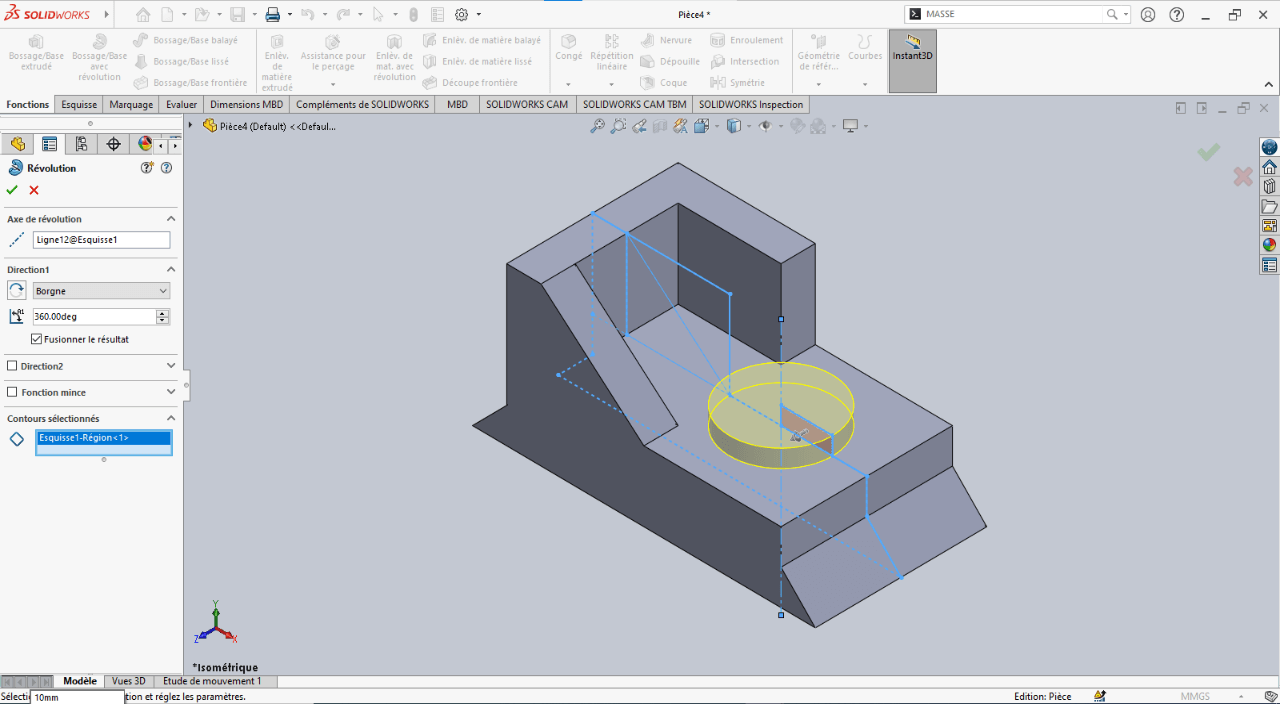 SOLIDWORKS
Pièce4 *
MASSE
Bossage/Base extrudé
Bossage/Base avec révolution
Bossage/Base balayé
Bossage/Base lissé
Bossage/Base frontière
Enlèv. de matière extrudé
Assistance pour le perçage
Enlèv. de mat. avec révolution
Enlèv. de matière balayé
Enlèv. de matière lissé
Découpe frontière
Congé
Répétition linéaire
Nervure
Dépouille
Coque
Enroulement
Intersection
Symétrie
Géométrie de référ...
Courbes
Instant3D
Fonctions
Esquisse
Marquage
Evaluer
Dimensions MBD
Compléments de SOLIDWORKS
MBD
SOLIDWORKS CAM
SOLIDWORKS CAM TBM
SOLIDWORKS Inspection
Pièce4 (Default) <<Defaul...
Révolution
Axe de révolution
Ligne12@Esquisse1
Direction1
Borgne
360.00deg
Fusionner le résultat
Direction2
Fonction mince
Contours sélectionnés
Esquisse1-Région<1>
Y
Z
X
*Isométrique
Modèle
Vues 3D
Etude de mouvement 1
Sélecti
10mm
tion et réglez les paramètres.
Edition: Pièce
MMGS